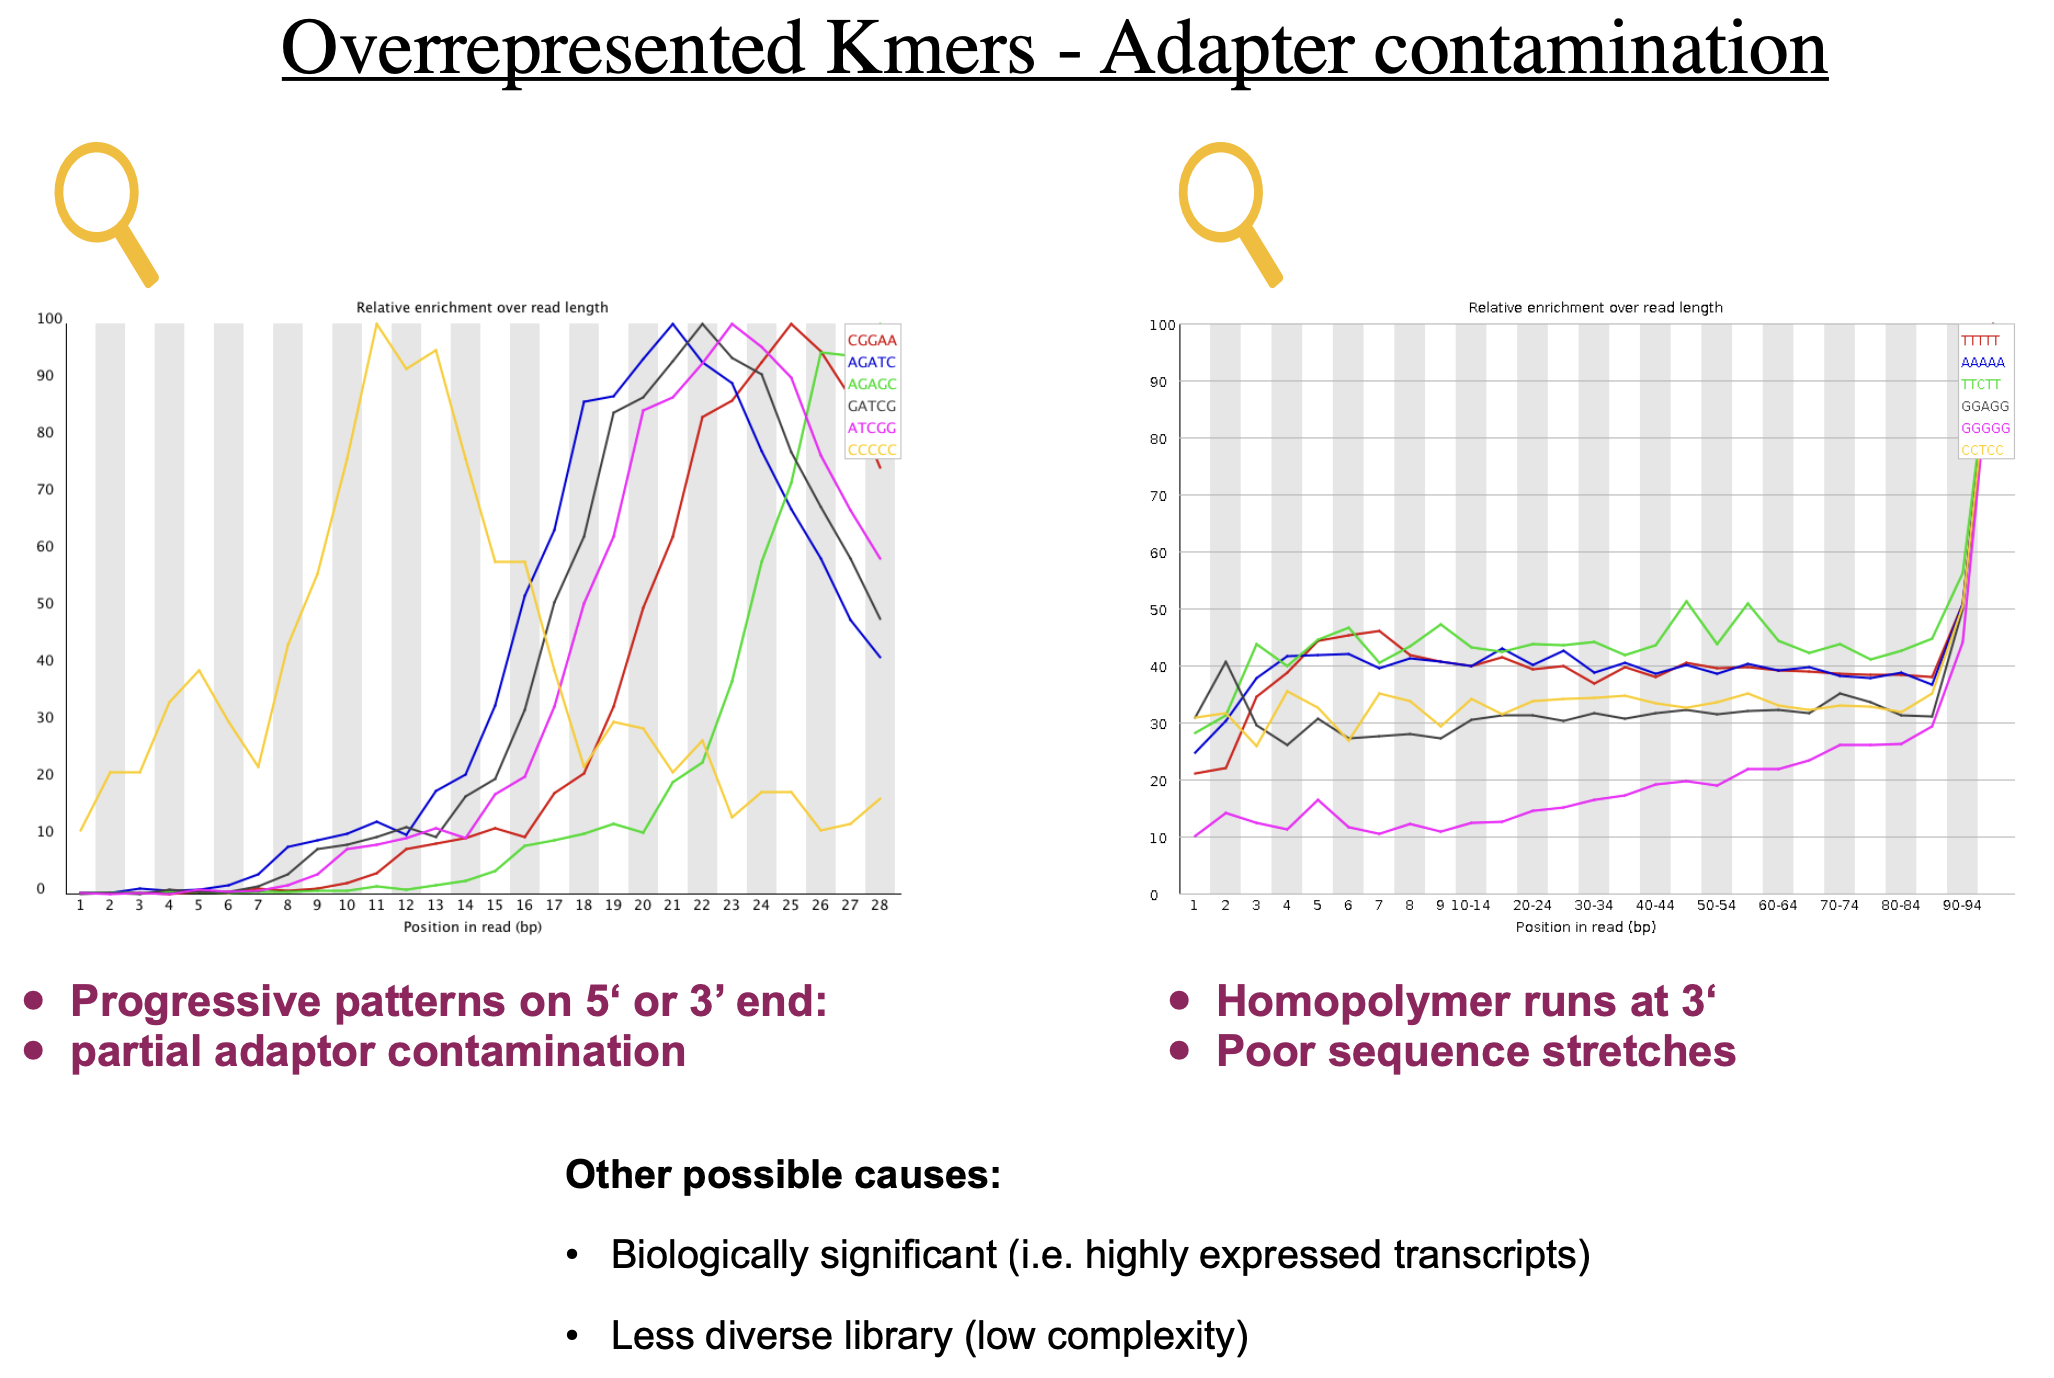 Overrepresented Kmers - Adapter contamination
Relative enrichment over read length
100
90
80
70
60
50
40
30
20
10
0
CGGAA
AGATC
AGAGC
GATCG
ATCGG
CCCCC
1 2 3 4 5 6 7 8 9 10 11 12 13 14 15 16 17 18 19 20 21 22 23 24 25 26 27 28
Position in read (bp)
Relative enrichment over read length
100
90
80
70
60
50
40
30
20
10
0
TTTTT
AAAAA
TTCTT
GGAGG
GGGGG
CCTCC
1 2 3 4 5 6 7 8 9 10-14 20-24 30-34 40-44 50-54 60-64 70-74 80-84 90-94
Position in read (bp)
• Progressive patterns on 5‘ or 3’ end:
• partial adaptor contamination
• Homopolymer runs at 3‘
• Poor sequence stretches
Other possible causes:
• Biologically significant (i.e. highly expressed transcripts)
• Less diverse library (low complexity)